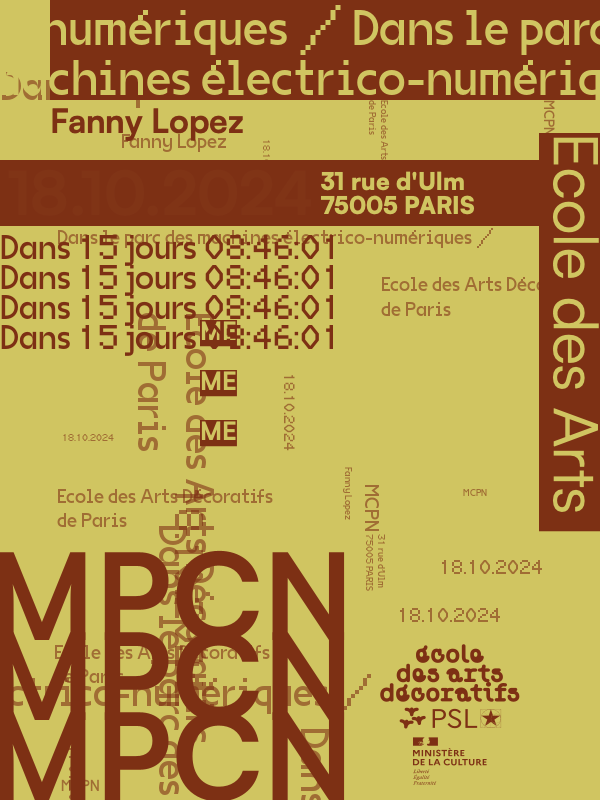 numériques / Dans le parc
chines électrico-numériq
Dar
Fanny Lopez
Fanny Lopez
18.1
Ecole des Arts
de Paris
MCPN
18.10.2024
31 rue d'Ulm
75005 PARIS
Ecole des Arts
Dans le parc des machines électrico-numériques /
Dans 15 jours 08:46:01
Dans 15 jours 08:46:01
Dans 15 jours 08:46:01
Dans 15 jours 08:46:01
Ecole des Arts Déco
de Paris
ME
ME
ME
Ecole des Arts Décoratifs
de Paris
18.10.2024
18.10.2024
Ecole des Arts Décoratifs
de Paris
Fanny Lopez
MCPN
31 rue d'Ulm
75005 PARIS
MCPN
18.10.2024
18.10.2024
MPCN
MPCN
MPCN
Dans le parc des
Ecole des Arts Décoratifs
de Paris
ctrico-numériques /
Dans
MCPN
école
des arts
décoratifs
PSL
MINISTÈRE
DE LA CULTURE
Liberté
Égalité
Fraternité